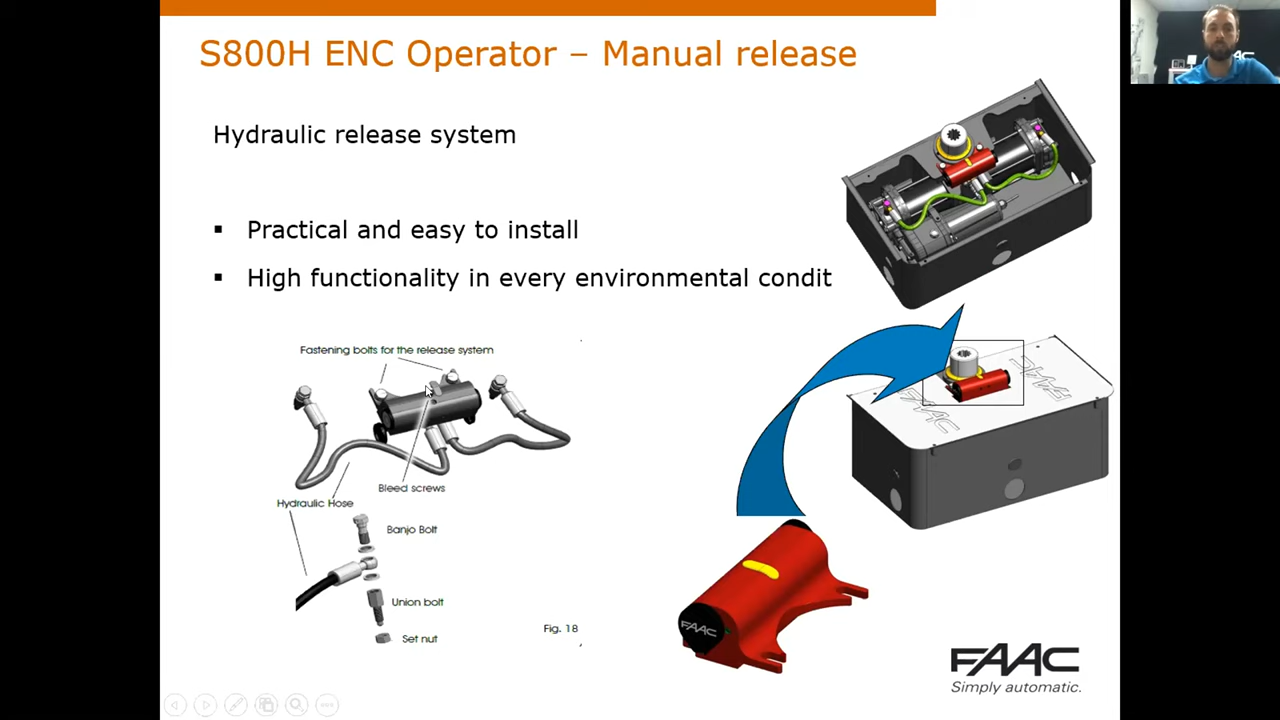 S800H ENC Operator – Manual release
Hydraulic release system
▪ Practical and easy to install
▪ High functionality in every environmental condit
Fastening bolts for the release system
Bleed screws
Hydraulic Hose
Banjo Bolt
Union bolt
Set nut
Fig. 18
FAAC
FAAC
FAAC
FAAC
Simply automatic.